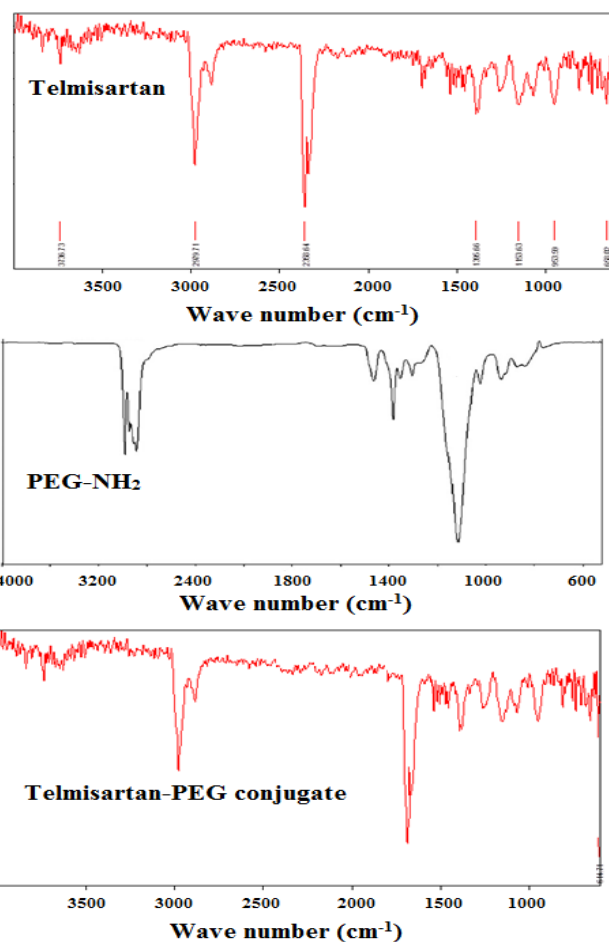 Telmisartan
3500 3000 2500 2000 1500 1000
Wave number (cm-1)
PEG-NH2
4000 3200 2400 1800 1400 1000 600
Wave number (cm-1)
Telmisartan-PEG conjugate
3500 3000 2500 2000 1500 1000
Wave number (cm-1)